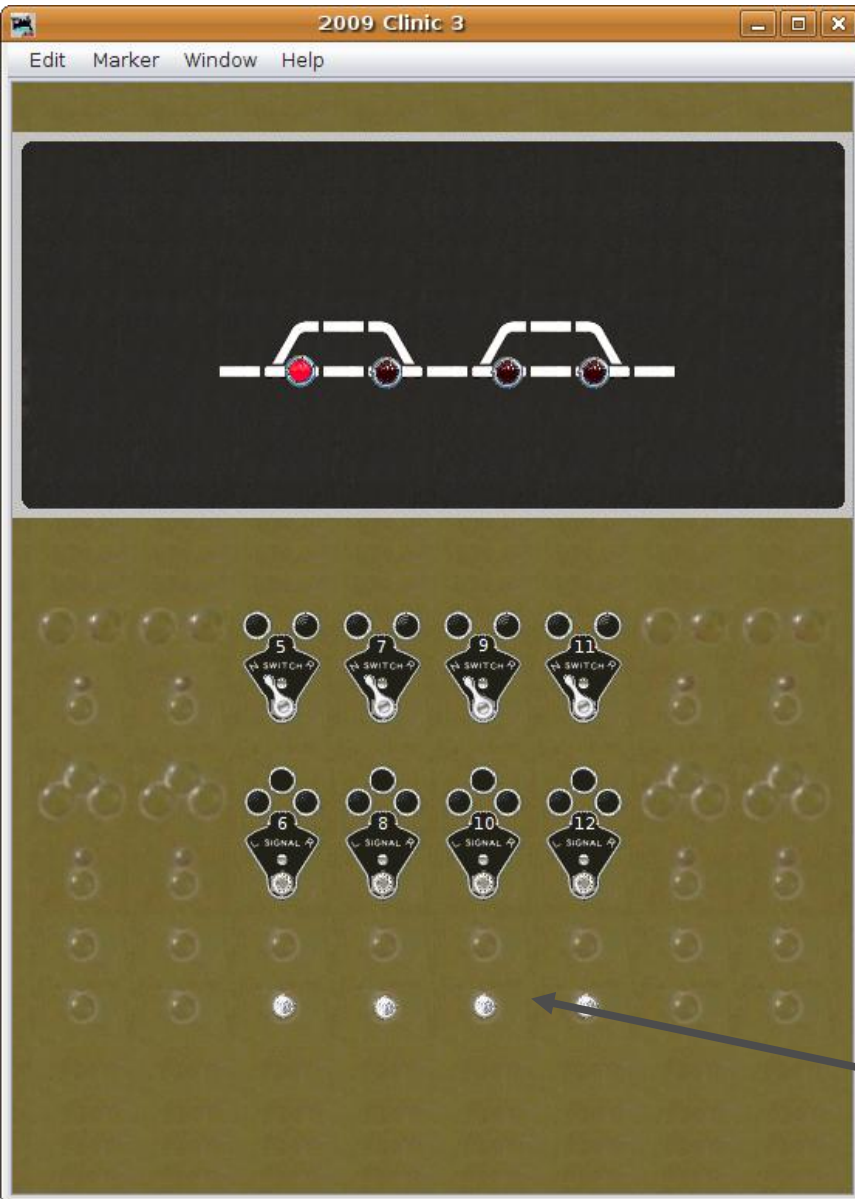 2009 Clinic 3
Edit Marker Window Help
5 7 9 11
N SWITCH R N SWITCH R N SWITCH R N SWITCH R
6 8 10 12
L SIGNAL R L SIGNAL R L SIGNAL R L SIGNAL R